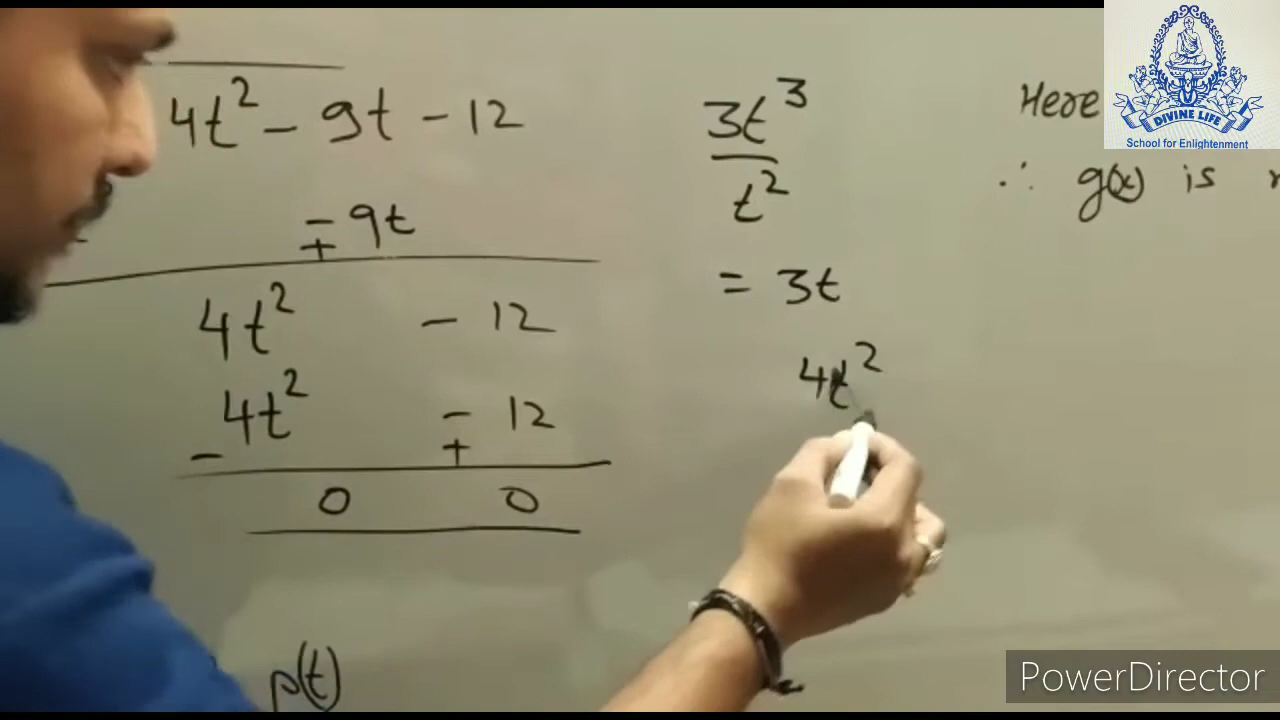 4t² - 9t - 12
- 9t
+
4t² - 12
4t² - 12
- +
0 0
p(t)
3t³
t²
= 3t
4t²
Here
∴ g(x) is
DIVINE LIFE
School for Enlightenment
PowerDirector